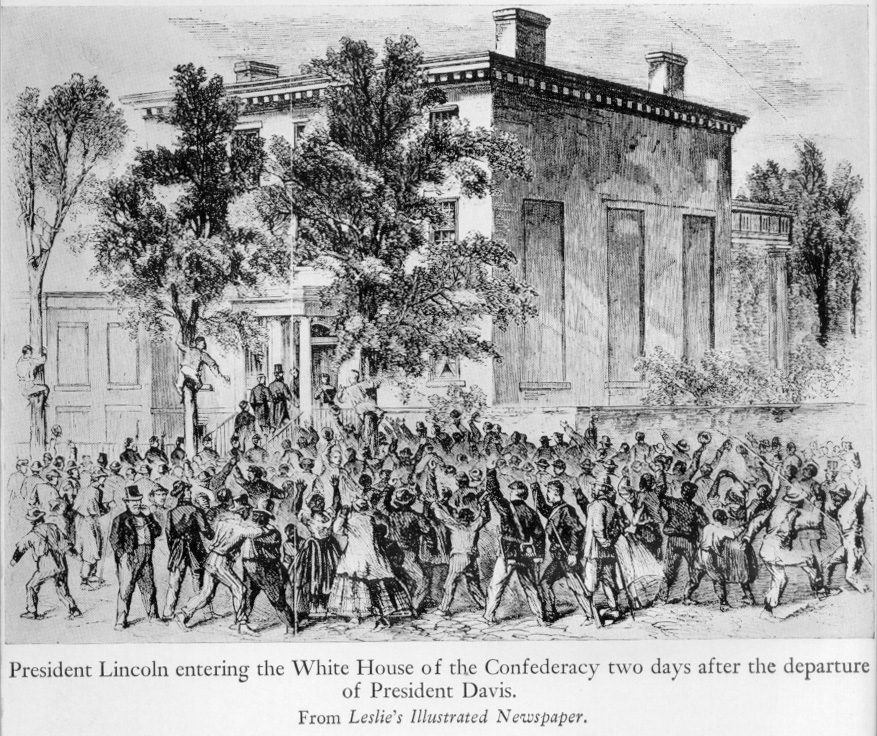 President Lincoln entering the White House of the Confederacy two days after the departure
of President Davis.
From Leslie's Illustrated Newspaper.